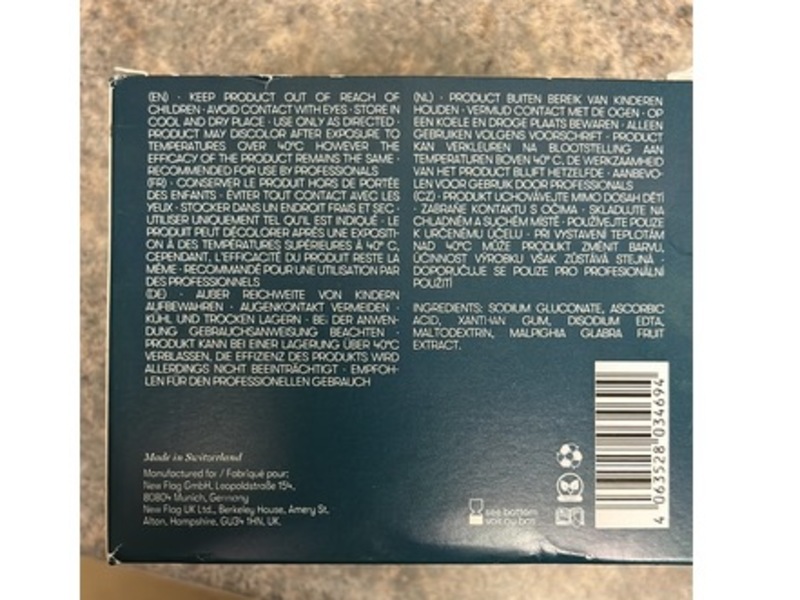 (EN) · KEEP PRODUCT OUT OF REACH OF
CHILDREN · AVOID CONTACT WITH EYES · STORE IN
COOL AND DRY PLACE · USE ONLY AS DIRECTED ·
PRODUCT MAY DISCOLOR AFTER EXPOSURE TO
TEMPERATURES OVER 40°C HOWEVER THE
EFFICACY OF THE PRODUCT REMAINS THE SAME ·
RECOMMENDED FOR USE BY PROFESSIONALS
(FR) · CONSERVER LE PRODUIT HORS DE PORTÉE
DES ENFANTS · ÉVITER TOUT CONTACT AVEC LES
YEUX · STOCKER DANS UN ENDROIT FRAIS ET SEC ·
UTILISER UNIQUEMENT TEL QU'IL EST INDIQUÉ · LE
PRODUIT PEUT DÉCOLORER APRÈS UNE EXPOSITI-
ON À DES TEMPÉRATURES SUPÉRIEURES À 40° C,
CEPENDANT, L'EFFICACITÉ DU PRODUIT RESTE LA
MÊME · RECOMMANDÉ POUR UNE UTILISATION PAR
DES PROFESSIONNELS
(DE) · AUßER REICHWEITE VON KINDERN
AUFBEWAHREN · AUGENKONTAKT VERMEIDEN ·
KÜHL UND TROCKEN LAGERN · BEI DER ANWEN-
DUNG GEBRAUCHSANWEISUNG BEACHTEN ·
PRODUKT KANN BEI EINER LAGERUNG ÜBER 40°C
VERBLASSEN, DIE EFFIZIENZ DES PRODUKTS WIRD
ALLERDINGS NICHT BEEINTRÄCHTIGT · EMPFOH-
LEN FÜR DEN PROFESSIONELLEN GEBRAUCH
(NL) · PRODUCT BUITEN BEREIK VAN KINDEREN
HOUDEN · VERMIJD CONTACT MET DE OGEN · OP
EEN KOELE EN DROGE PLAATS BEWAREN · ALLEEN
GEBRUIKEN VOLGENS VOORSCHRIFT · PRODUCT
KAN VERKLEUREN NA BLOOTSTELLING AAN
TEMPERATUREN BOVEN 40° C, DE WERKZAAMHEID
VAN HET PRODUCT BLIJFT HETZELFDE · AANBEVO-
LEN VOOR GEBRUIK DOOR PROFESSIONALS
(CZ) · PRODUKT UCHOVÁVEJTE MIMO DOSAH DĚTÍ
· ZABRAŇE KONTAKTU S OČIMA · SKLADUJTE NA
CHLADNÉM A SUCHÉM MÍSTĚ · POUŽÍVEJTE POUZE
K URČENÉMU ÚČELU · PŘI VYSTAVENÍ TEPLOTÁM
NAD 40°C MŮŽE PRODUKT ZMĚNIT BARVU,
ÚČINNOST VÝROBKU VŠAK ZŮSTÁVÁ STEJNÁ ·
DOPORUČUJE SE POUZE PRO PROFESIONÁLNÍ
POUŽITÍ
INGREDIENTS: SODIUM GLUCONATE, ASCORBIC
ACID, XANTHAN GUM, DISODIUM EDTA,
MALTODEXTRIN, MALPIGHIA GLABRA FRUIT
EXTRACT.
Made in Switzerland
Manufactured for / Fabriqué pour:
New Flag GmbH, Leopoldstraße 154,
80804 Munich, Germany
New Flag UK Ltd., Berkeley House, Amery St,
Alton, Hampshire, GU34 1HN, UK.
see bottom
voir au bas
4 063528 034694